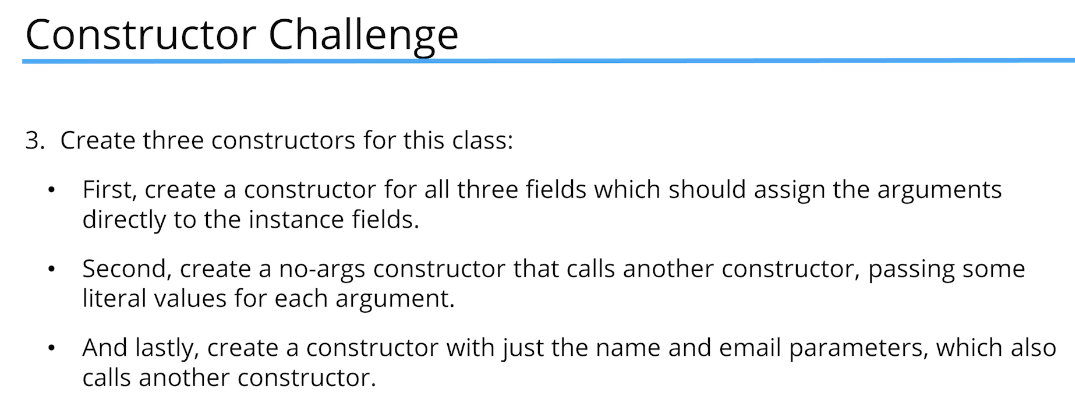 Constructor Challenge
3. Create three constructors for this class:
• First, create a constructor for all three fields which should assign the arguments
directly to the instance fields.
• Second, create a no-args constructor that calls another constructor, passing some
literal values for each argument.
• And lastly, create a constructor with just the name and email parameters, which also
calls another constructor.